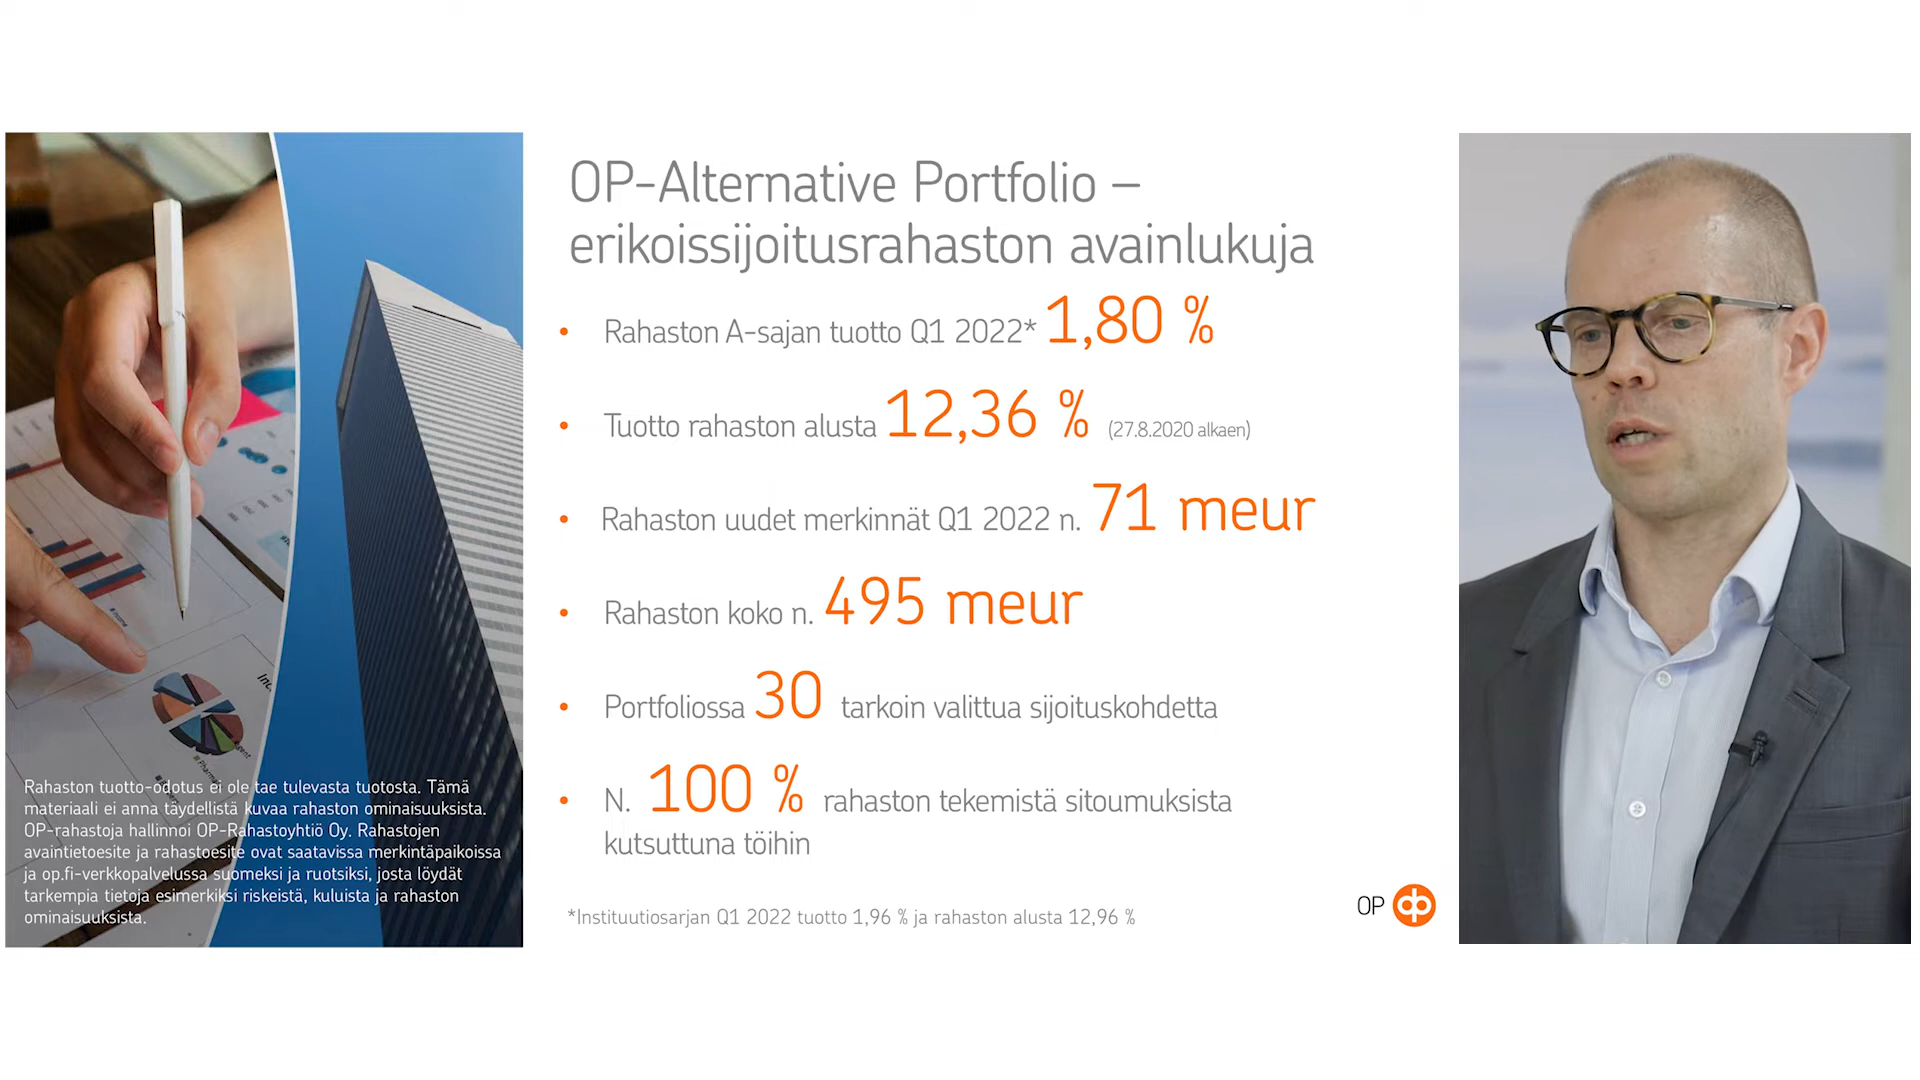 OP-Alternative Portfolio –
erikoissijoitusrahaston avainlukuja
• Rahaston A-sajan tuotto Q1 2022* 1,80 %
• Tuotto rahaston alusta 12,36 % (27.8.2020 alkaen)
• Rahaston uudet merkinnät Q1 2022 n. 71 meur
• Rahaston koko n. 495 meur
• Portfoliossa 30 tarkoin valittua sijoituskohdetta
• N. 100 % rahaston tekemistä sitoumuksista
kutsuttuna töihin
*Instituutiosarjan Q1 2022 tuotto 1,96 % ja rahaston alusta 12,96 %
OP
Rahaston tuotto-odotus ei ole tae tulevasta tuotosta. Tämä
materiaali ei anna täydellistä kuvaa rahaston ominaisuuksista.
OP-rahastoja hallinnoi OP-Rahastoyhtiö Oy. Rahastojen
avaintietoesite ja rahastoesite ovat saatavissa merkintäpaikoissa
ja op.fi-verkkopalvelussa suomeksi ja ruotsiksi, josta löydät
tarkempia tietoja esimerkiksi riskeistä, kuluista ja rahaston
ominaisuuksista.